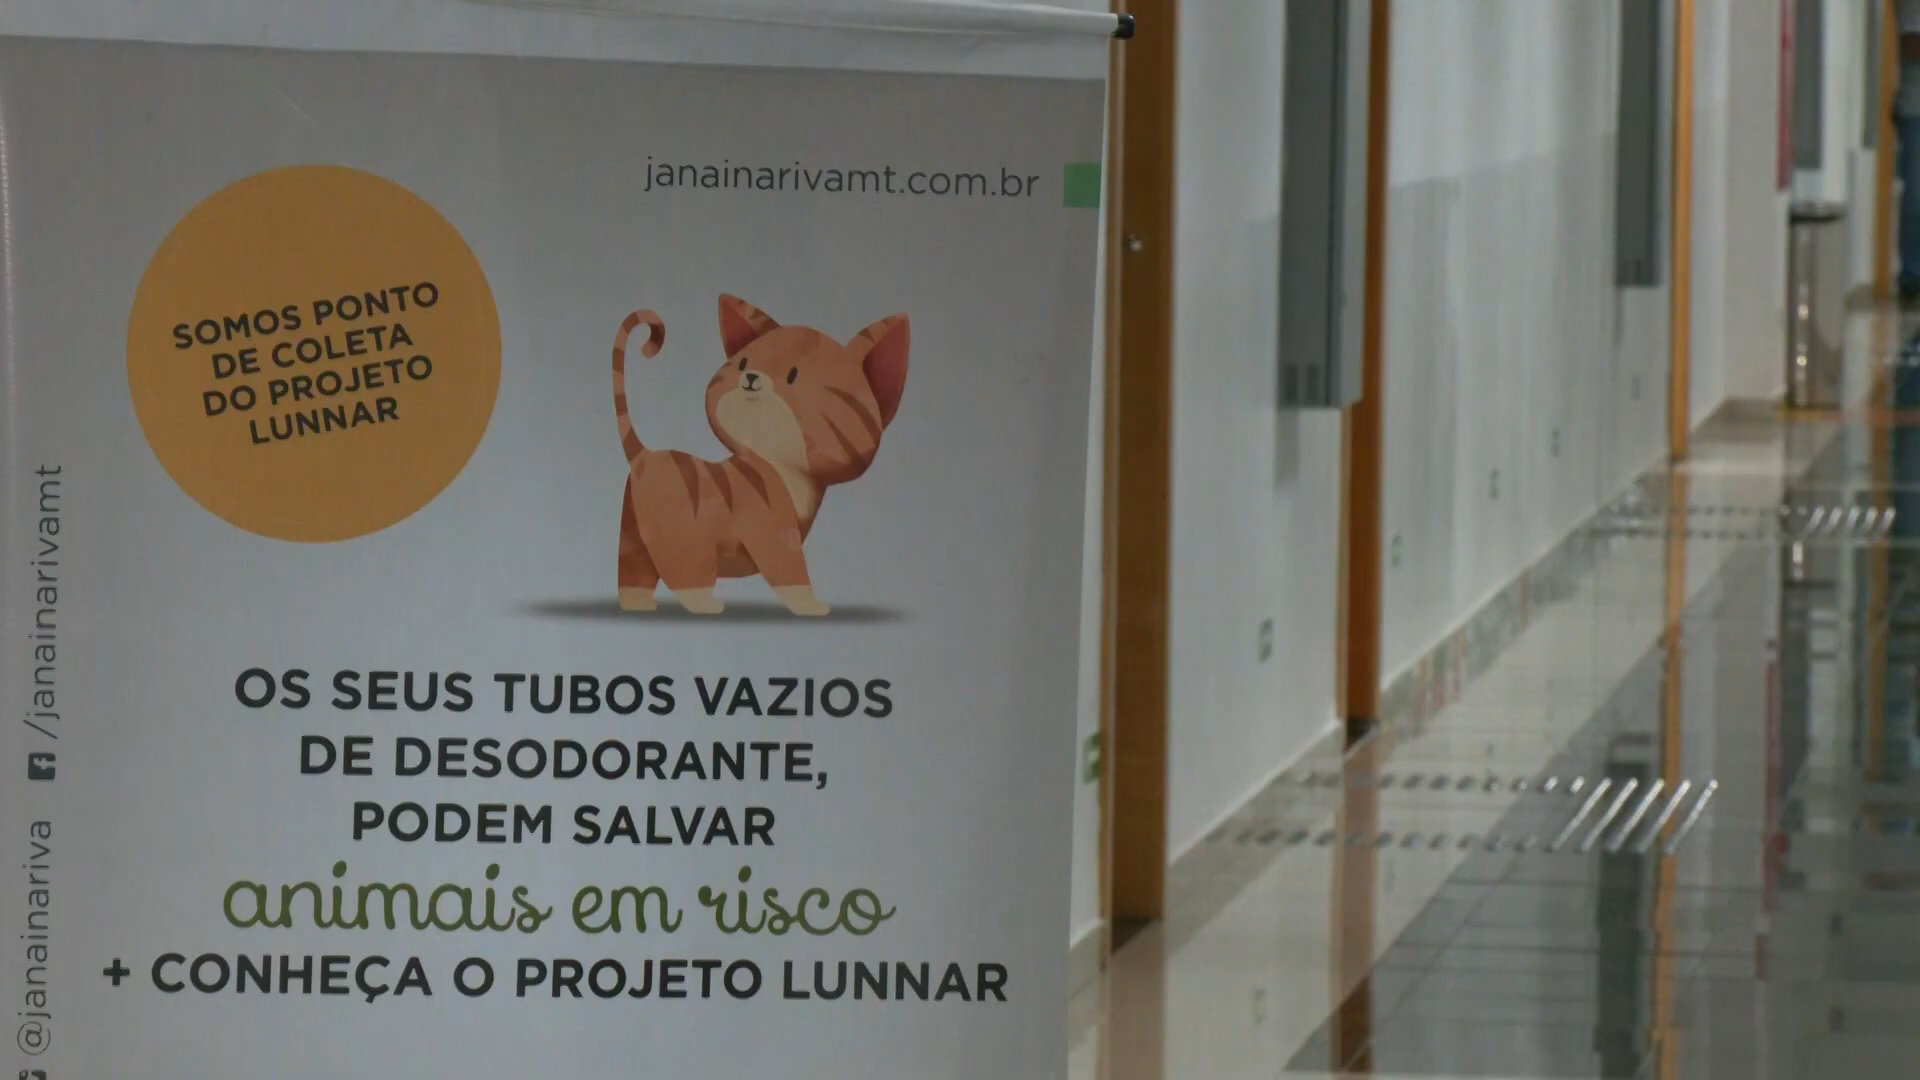 janainarivamt.com.br
SOMOS PONTO
DE COLETA
DO PROJETO
LUNNAR
OS SEUS TUBOS VAZIOS
DE DESODORANTE,
PODEM SALVAR
animais em risco
+ CONHEÇA O PROJETO LUNNAR
/janainarivamt
@janainariva